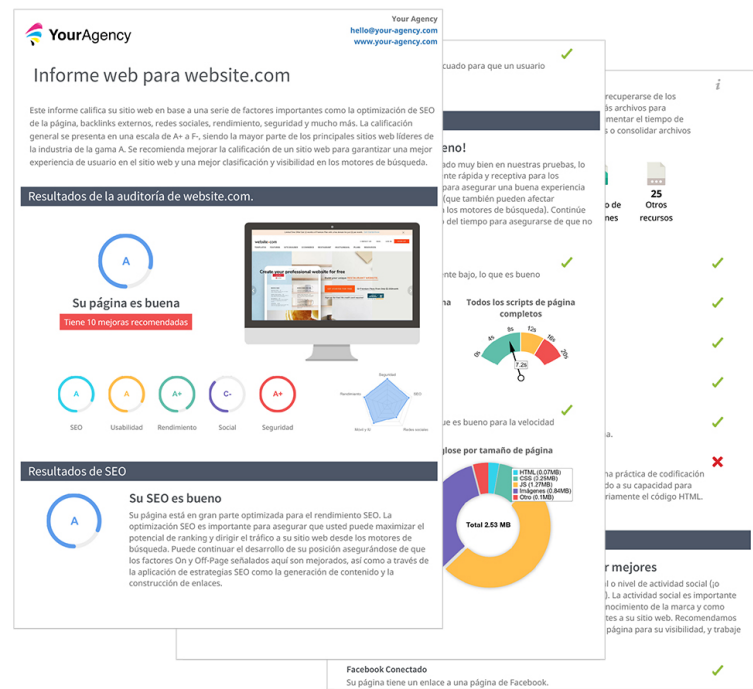 YourAgency
Your Agency
hello@your-agency.com
www.your-agency.com
Informe web para website.com
Este informe califica su sitio web en base a una serie de factores importantes como la optimización de SEO
de la página, backlinks externos, redes sociales, rendimiento, seguridad y mucho más. La calificación
general se presenta en una escala de A+ a F-, siendo la mayor parte de los principales sitios web líderes de
la industria de la gama A. Se recomienda mejorar la calificación de un sitio web para garantizar una mejor
experiencia de usuario en el sitio web y una mejor clasificación y visibilidad en los motores de búsqueda.
Resultados de la auditoría de website.com.
A
Su página es buena
Tiene 10 mejoras recomendadas
website.com
Create your professional website for free
A
A
A+
C-
A+
SEO
Usabilidad
Rendimiento
Social
Seguridad
Seguridad
Rendimiento
SEO
Redes sociales
Resultados de SEO
A
Su SEO es bueno
Su página está en gran parte optimizada para el rendimiento SEO. La
optimización SEO es importante para asegurar que usted puede maximizar el
potencial de ranking y dirigir el tráfico a su sitio web desde los motores de
búsqueda. Puede continuar el desarrollo de su posición asegurándose de que
los factores On y Off-Page señalados aquí son mejorados, así como a través de
la aplicación de estrategias SEO como la generación de contenido y la
construcción de enlaces.
cuado para que un usuario
eno!
ado muy bien en nuestras pruebas, lo
nte rápida y receptiva para los
para asegurar una buena experiencia
(que también pueden afectar
los motores de búsqueda). Continúe
del tiempo para asegurarse de que no
nte bajo, lo que es bueno
na
Todos los scripts de página
completos
0s
4s
8s
12s
16s
20s
7.2s
ue es bueno para la velocidad
glose por tamaño de página
HTML (0.07MB)
CSS (0.25MB)
JS (1.27MB)
Imágenes (0.84MB)
Otro (0.1MB)
Total 2.53 MB
i
recuperarse de los
ás archivos para
mentar el tiempo de
s o consolidar archivos
o de
nes
25
Otros
recursos
a.
na práctica de codificación
do a su capacidad para
riamente el código HTML.
r mejores
al o nivel de actividad social (¡o
). La actividad social es importante
nocimiento de la marca y como
tes a su sitio web. Recomendamos
página para su visibilidad, y trabaje
Facebook Conectado
Su página tiene un enlace a una página de Facebook.